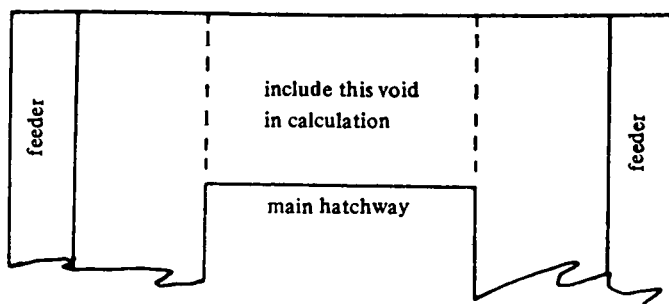 feeder
include this void
in calculation
main hatchway
feeder